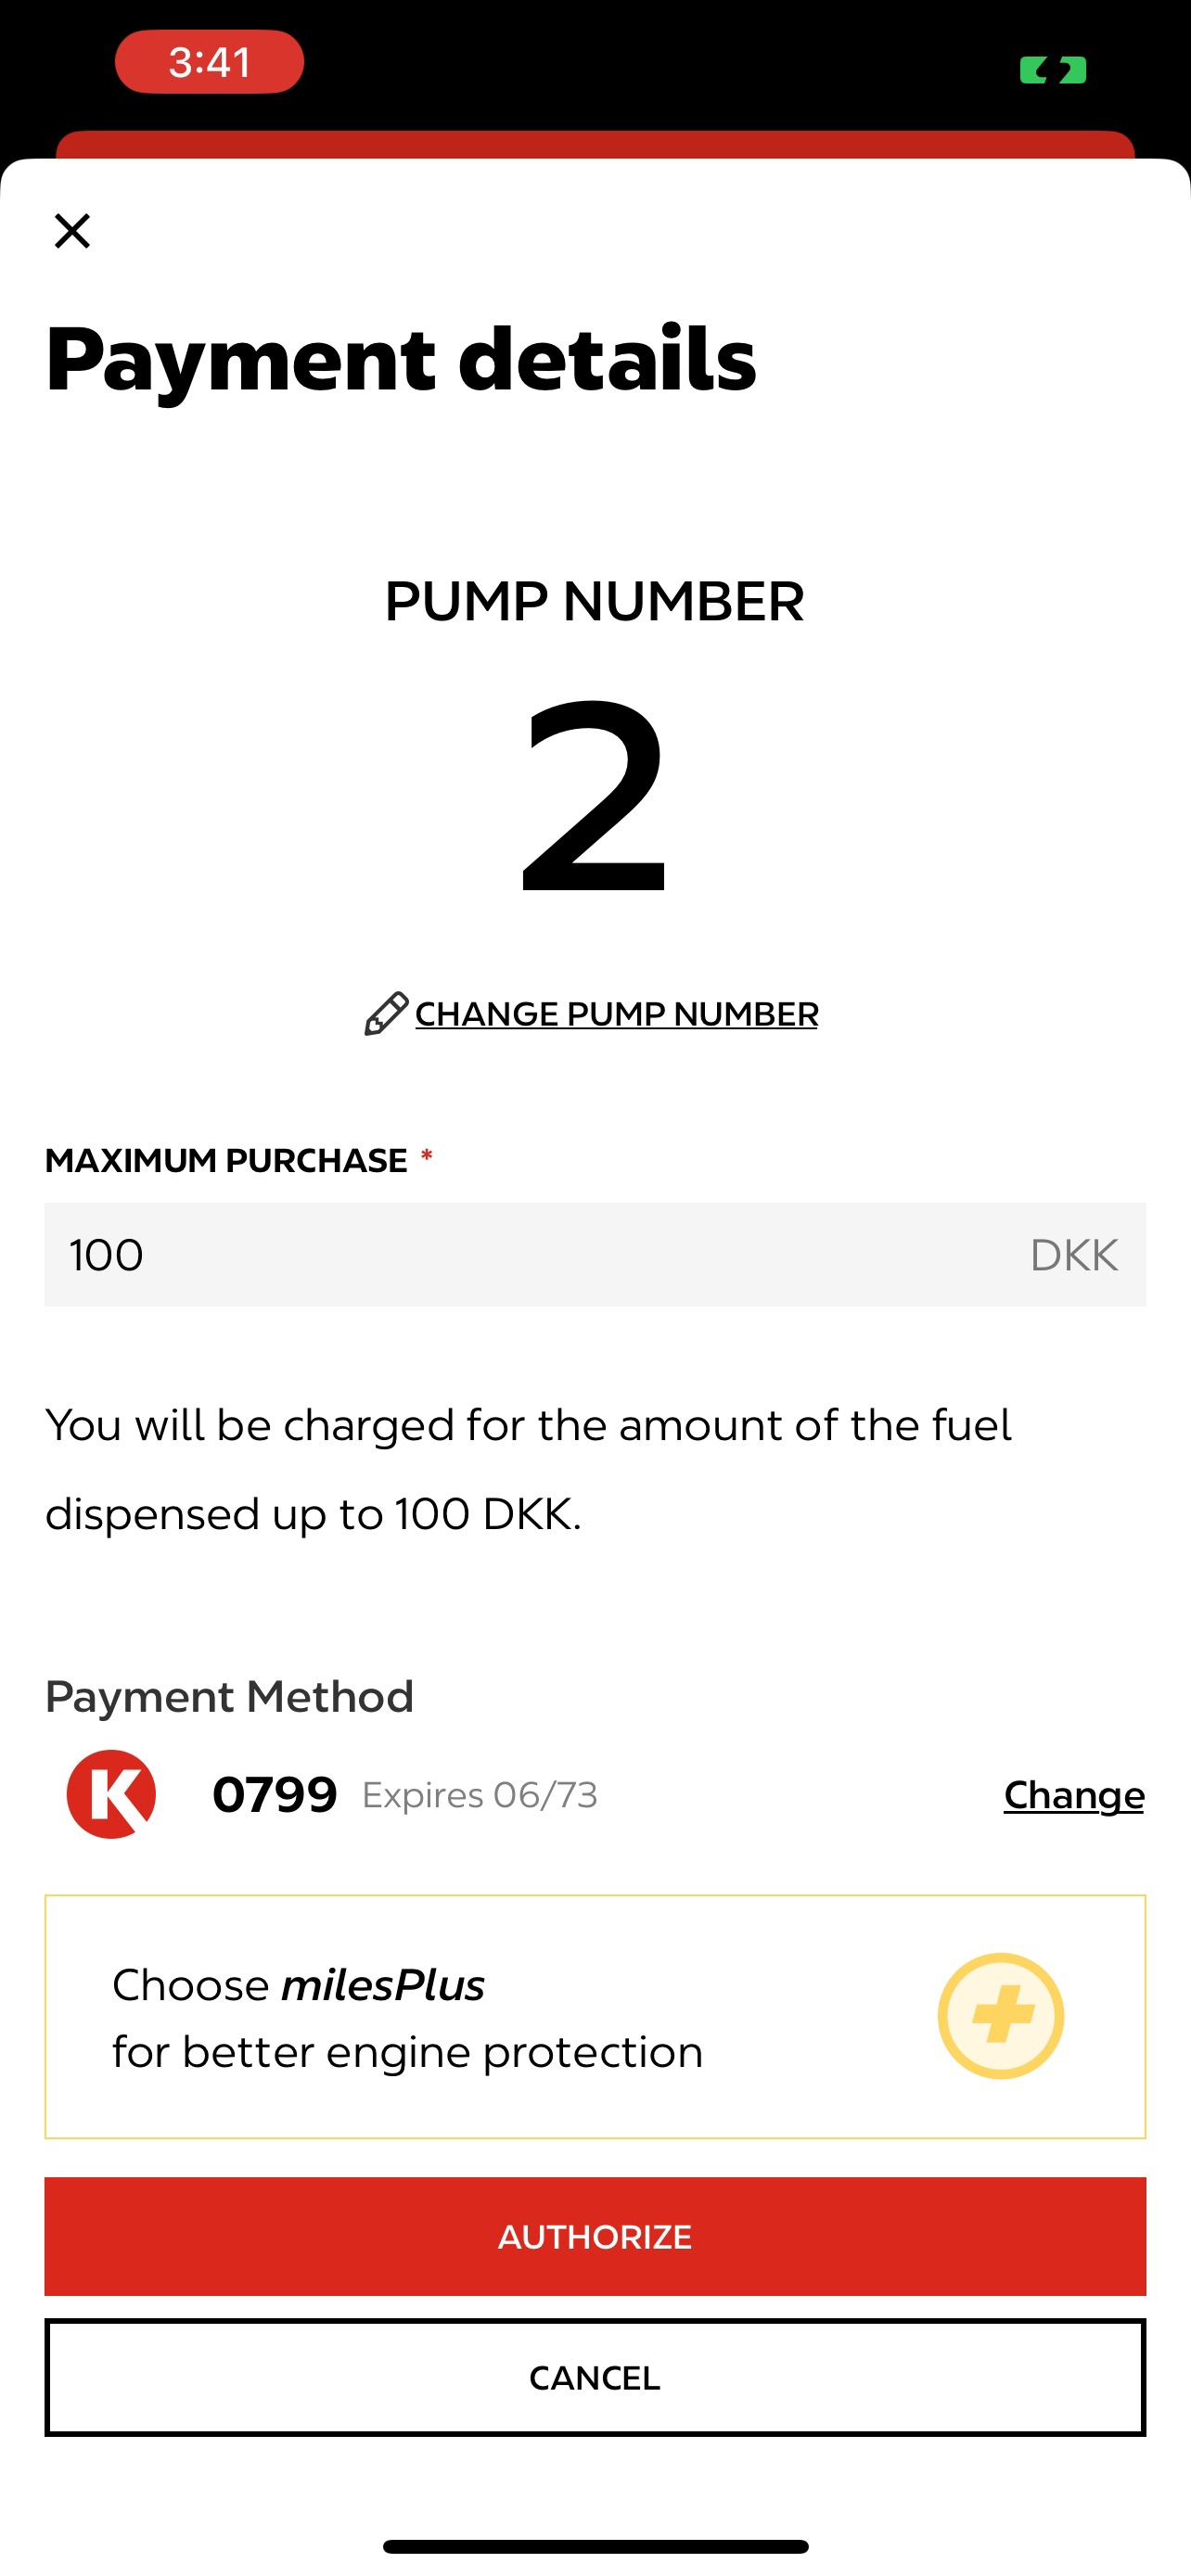 3:41
Payment details
PUMP NUMBER
2
CHANGE PUMP NUMBER
MAXIMUM PURCHASE *
100 DKK
You will be charged for the amount of the fuel
dispensed up to 100 DKK.
Payment Method
K 0799 Expires 06/73 Change
Choose milesPlus
for better engine protection
AUTHORIZE
CANCEL